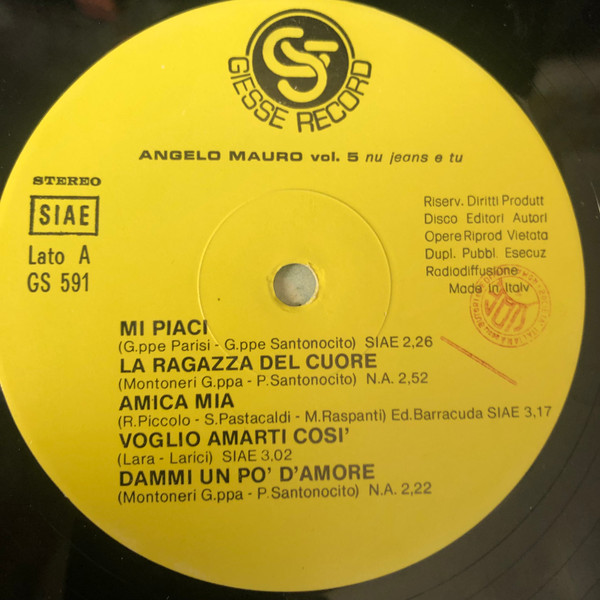 GIESSE RECORD
ANGELO MAURO vol. 5 nu jeans e tu
STEREO
SIAE
Lato A
GS 591
Riserv. Diritti Produtt
Disco Editori Autori
Opere Riprod Vietata
Dupl. Pubbl. Esecuz
Radiodiffusione
Made In Italy
MI PIACI
(G.ppe Parisi - G.ppe Santonocito) SIAE 2,26
LA RAGAZZA DEL CUORE
(Montoneri G.ppa - P.Santonocito) N.A. 2,52
AMICA MIA
(R.Piccolo - S.Pastacaldi - M.Raspanti) Ed.Barracuda SIAE 3,17
VOGLIO AMARTI COSI'
(Lara - Larici) SIAE 3,02
DAMMI UN PO' D'AMORE
(Montoneri G.ppa - P.Santonocito) N.A. 2,22